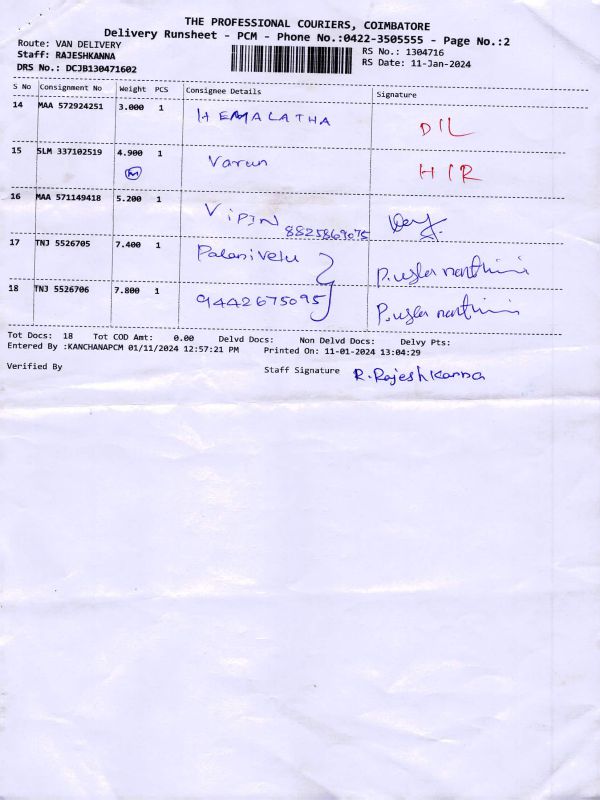 THE PROFESSIONAL COURIERS, COIMBATORE
Delivery Runsheet - PCM - Phone No.:0422-3505555 - Page No.:2
Route: VAN DELIVERY
Staff: RAJESHKANNA
DRS No.: DCJB130471602
RS No.: 1304716
RS Date: 11-Jan-2024
S No Consignment No Weight PCS Consignee Details Signature
14 MAA 572924251 3.000 1 HEMALATHA DIL
15 SLM 337102519 4.900 1 Varun HIR
M
16 MAA 571149418 5.200 1 VIPIN
8825869075
17 TNJ 5526705 7.400 1 Palanivelu
18 TNJ 5526706 7.800 1 9442675095
Tot Docs: 18 Tot COD Amt: 0.00 Delvd Docs: Non Delvd Docs: Delvy Pts:
Entered By :KANCHANAPCM 01/11/2024 12:57:21 PM Printed On: 11-01-2024 13:04:29
Verified By Staff Signature R.RajeshKanna